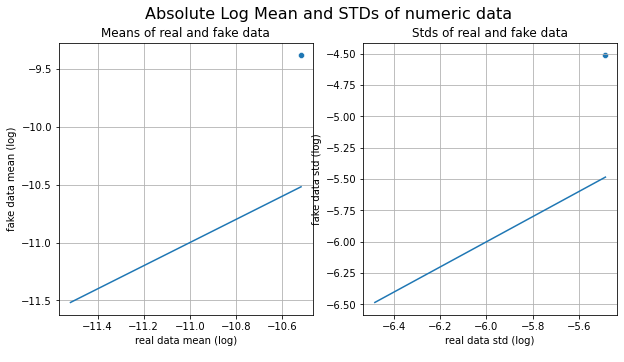 Absolute Log Mean and STDs of numeric data
Means of real and fake data
Stds of real and fake data
fake data mean (log)
−9.5
−10.0
−10.5
−11.0
−11.5
−11.4 −11.2 −11.0 −10.8 −10.6
real data mean (log)
fake data std (log)
−4.50
−4.75
−5.00
−5.25
−5.50
−5.75
−6.00
−6.25
−6.50
−6.4 −6.2 −6.0 −5.8 −5.6
real data std (log)